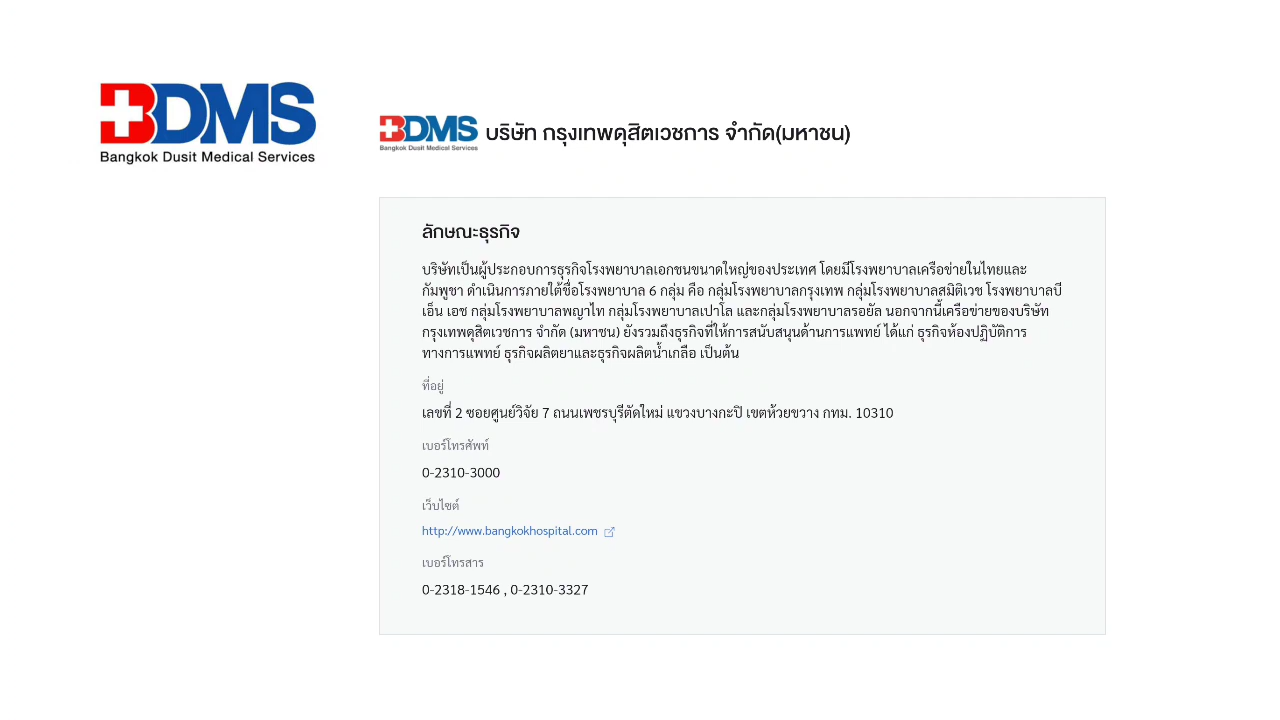 BDMS
Bangkok Dusit Medical Services
BDMS
Bangkok Dusit Medical Services
บริษัท กรุงเทพดุสิตเวชการ จำกัด(มหาชน)
ลักษณะธุรกิจ
บริษัทเป็นผู้ประกอบการธุรกิจโรงพยาบาลเอกชนขนาดใหญ่ของประเทศ โดยมีโรงพยาบาลเครือข่ายในไทยและ
กัมพูชา ดำเนินการภายใต้ชื่อโรงพยาบาล 6 กลุ่ม คือ กลุ่มโรงพยาบาลกรุงเทพ กลุ่มโรงพยาบาลสมิติเวช โรงพยาบาลบี
เอ็น เอช กลุ่มโรงพยาบาลพญาไท กลุ่มโรงพยาบาลเปาโล และกลุ่มโรงพยาบาลรอยัล นอกจากนี้เครือข่ายของบริษัท
กรุงเทพดุสิตเวชการ จำกัด (มหาชน) ยังรวมถึงธุรกิจที่ให้การสนับสนุนด้านการแพทย์ ได้แก่ ธุรกิจห้องปฏิบัติการ
ทางการแพทย์ ธุรกิจผลิตยาและธุรกิจผลิตน้ำเกลือ เป็นต้น
ที่อยู่
เลขที่ 2 ซอยศูนย์วิจัย 7 ถนนเพชรบุรีตัดใหม่ แขวงบางกะปิ เขตห้วยขวาง กทม. 10310
เบอร์โทรศัพท์
0-2310-3000
เว็บไซต์
http://www.bangkokhospital.com
เบอร์โทรสาร
0-2318-1546 , 0-2310-3327